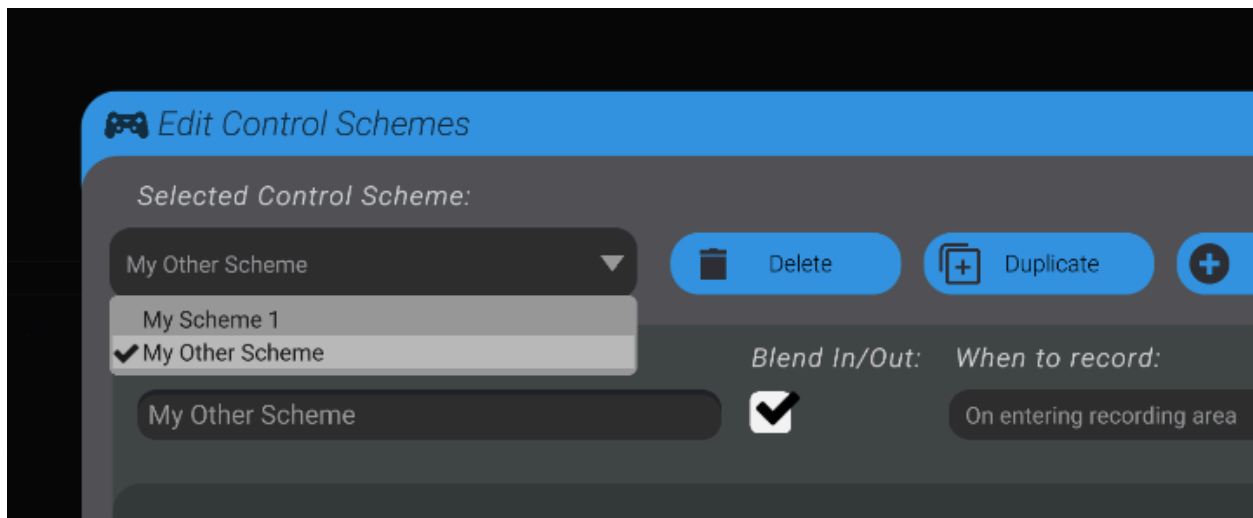 Edit Control Schemes
Selected Control Scheme:
My Other Scheme
Delete
Duplicate
My Scheme 1
My Other Scheme
Blend In/Out:
When to record:
My Other Scheme
On entering recording area